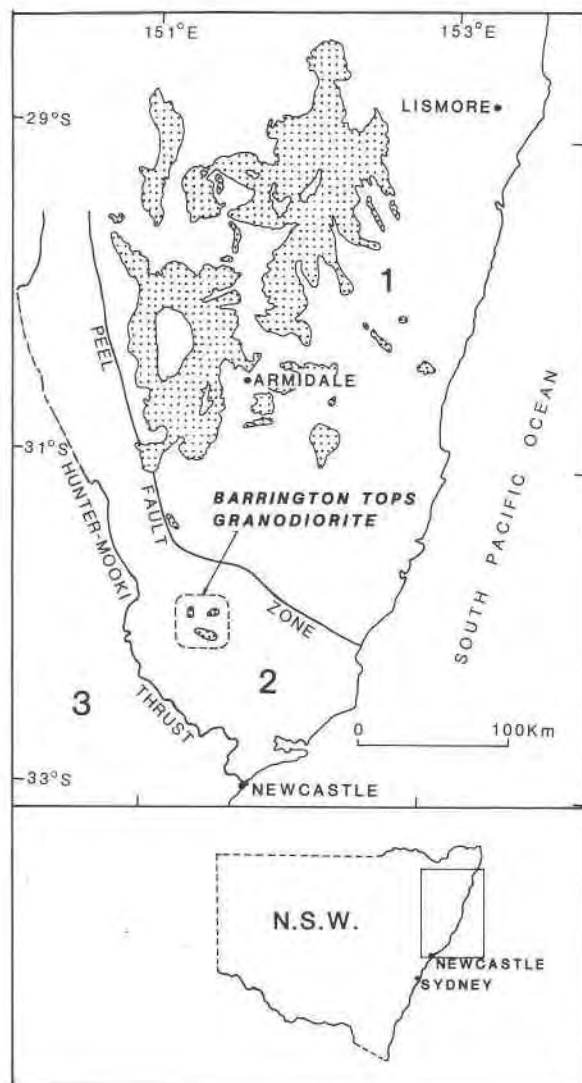 151°E
153°E
29°S
LISMORE
1
PEEL
ARMIDALE
31°S
HUNTER-MOOKI
FAULT
BARRINGTON TOPS
GRANODIORITE
SOUTH PACIFIC OCEAN
ZONE
2
3
THRUST
0
100Km
33°S
NEWCASTLE
N.S.W.
NEWCASTLE
SYDNEY